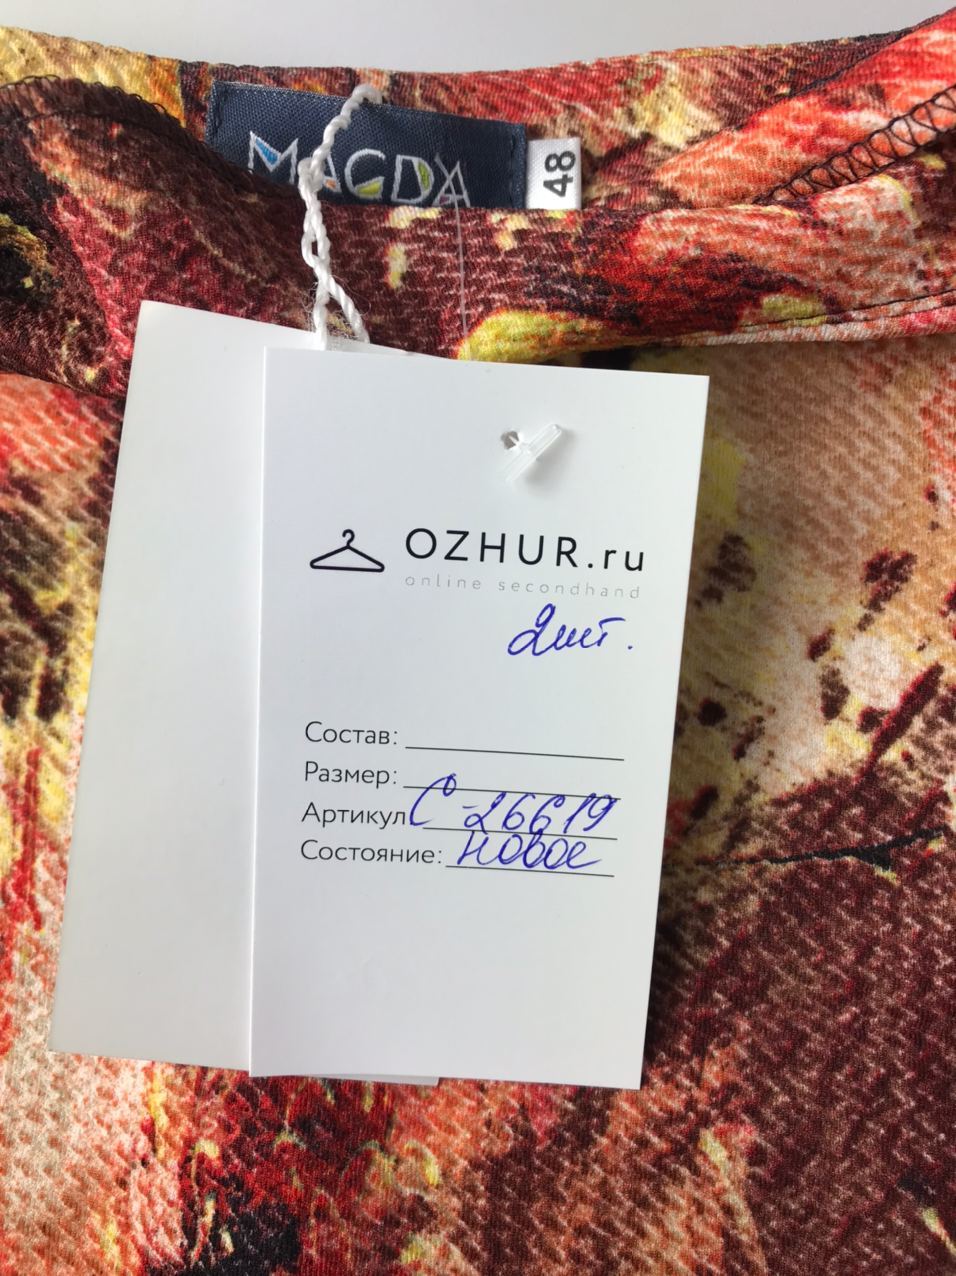 MAGDA
48
OZHUR.ru
online secondhand
2шт.
Состав:
Размер:
Артикул С-26619
Состояние: новое